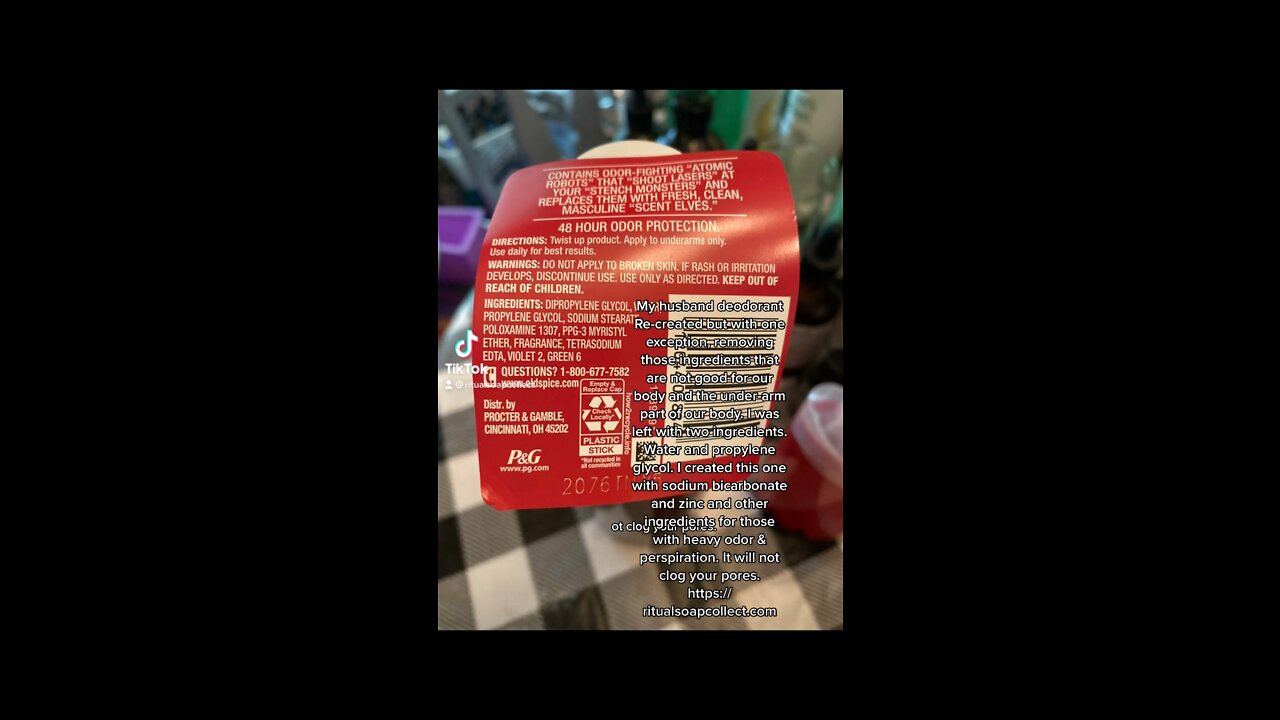 CONTAINS ODOR-FIGHTING “ATOMIC
ROBOTS” THAT “SHOOT LASERS” AT
YOUR “STENCH MONSTERS” AND
REPLACES THEM WITH FRESH, CLEAN,
MASCULINE “SCENT ELVES.”
48 HOUR ODOR PROTECTION.
DIRECTIONS: Twist up product. Apply to underarms only.
Use daily for best results.
WARNINGS: DO NOT APPLY TO BROKEN SKIN. IF RASH OR IRRITATION
DEVELOPS, DISCONTINUE USE. USE ONLY AS DIRECTED. KEEP OUT OF
REACH OF CHILDREN.
INGREDIENTS: DIPROPYLENE GLYCOL,
PROPYLENE GLYCOL, SODIUM STEARATE,
POLOXAMINE 1307, PPG-3 MYRISTYL
ETHER, FRAGRANCE, TETRASODIUM
EDTA, VIOLET 2, GREEN 6
QUESTIONS? 1-800-677-7582
www.oldspice.com
Distr. by
PROCTER & GAMBLE,
CINCINNATI, OH 45202
P&G
www.pg.com
Empty &
Replace Cap
Check
Locally*
PLASTIC
STICK
*Not recycled in
all communities
how2recycle.info
2076
TikTok
@ritualsoapcollect
My husband deodorant
Re-created but with one
exception, removing
those ingredients that
are not good for our
body and the under-arm
part of our body. I was
left with two ingredients.
Water and propylene
glycol. I created this one
with sodium bicarbonate
and zinc and other
ingredients for those
with heavy odor &
perspiration. It will not
clog your pores.
https://
ritualsoapcollect.com
ot clog your pores.